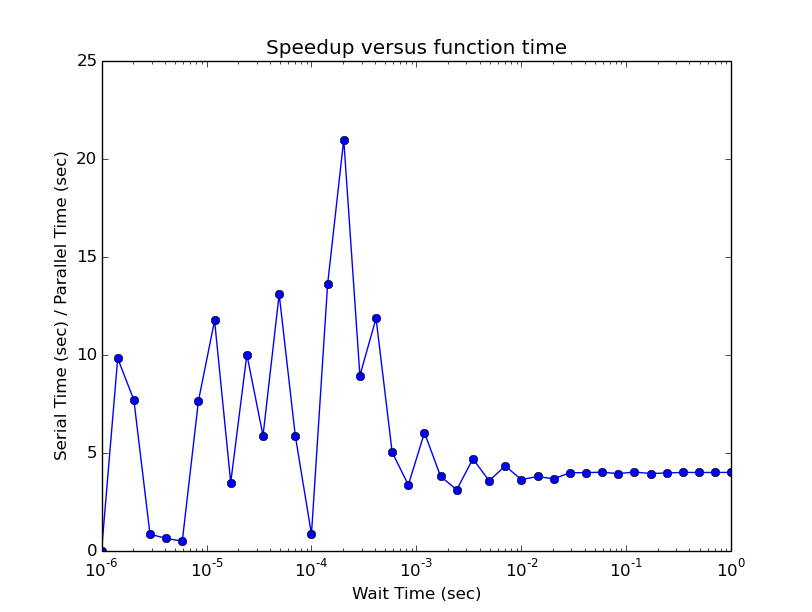 Speedup versus function time
25
20
15
10
5
0
Serial Time (sec) / Parallel Time (sec)
10^-6 10^-5 10^-4 10^-3 10^-2 10^-1 10^0
Wait Time (sec)